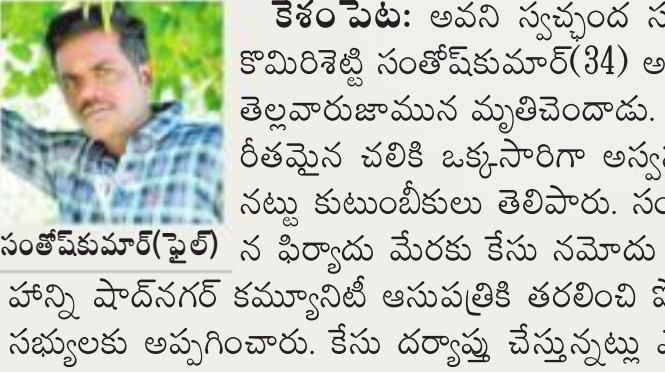 కేశంపేట: అవని స్వచ్ఛంద
కొమిరిశెట్టి సంతోష్‌కుమార్(34)
తెల్లవారుజామున మృతిచెందాడు.
రీతమైన చలికి ఒక్కసారిగా
నట్టు కుటుంబీకులు తెలిపారు.
సంతోష్‌కుమార్(ఫైల్)
న ఫిర్యాదు మేరకు కేసు నమోదు
హాన్ని షాద్‌నగర్ కమ్యూనిటీ ఆసుపత్రికి తరలించి
సభ్యులకు అప్పగించారు. కేసు దర్యాప్తు చేస్తున్నట్లు